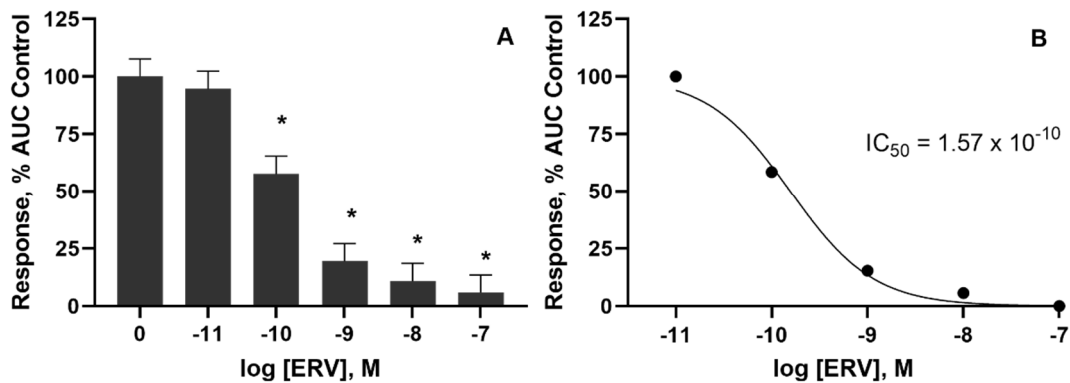 A
Response, % AUC Control
125
100
75
50
25
0
*
*
*
*
0 -11 -10 -9 -8 -7
log [ERV], M
B
Response, % AUC Control
125
100
75
50
25
0
IC50 = 1.57 x 10-10
-11 -10 -9 -8 -7
log [ERV], M